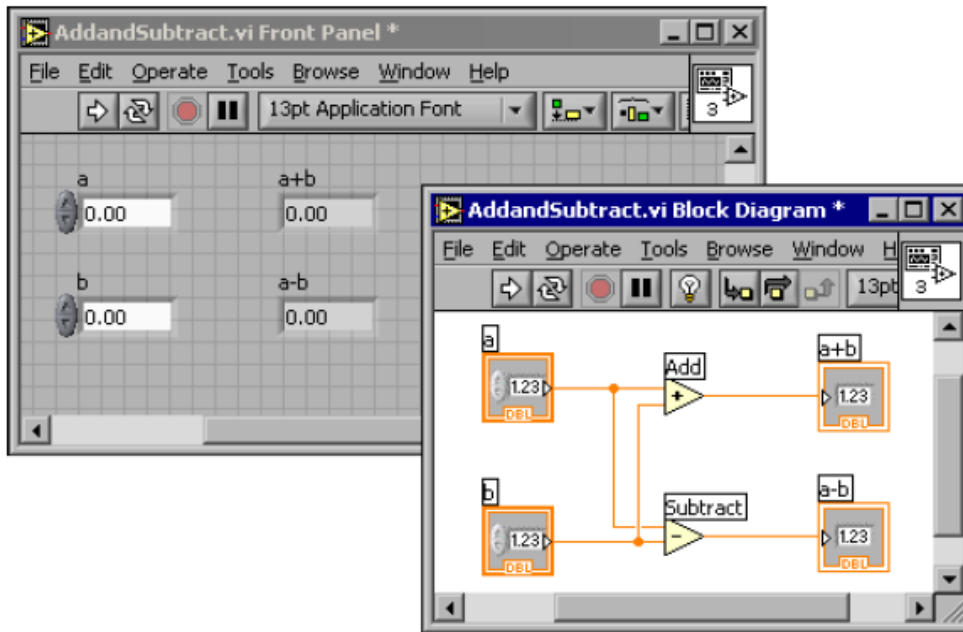 AddandSubtract.vi Front Panel *
File Edit Operate Tools Browse Window Help
13pt Application Font
3
a
0.00
a+b
0.00
b
0.00
a-b
0.00
AddandSubtract.vi Block Diagram *
File Edit Operate Tools Browse Window H
13pt
3
a
1.23
DBL
Add
+
a+b
1.23
DBL
b
1.23
DBL
Subtract
-
a-b
1.23
DBL